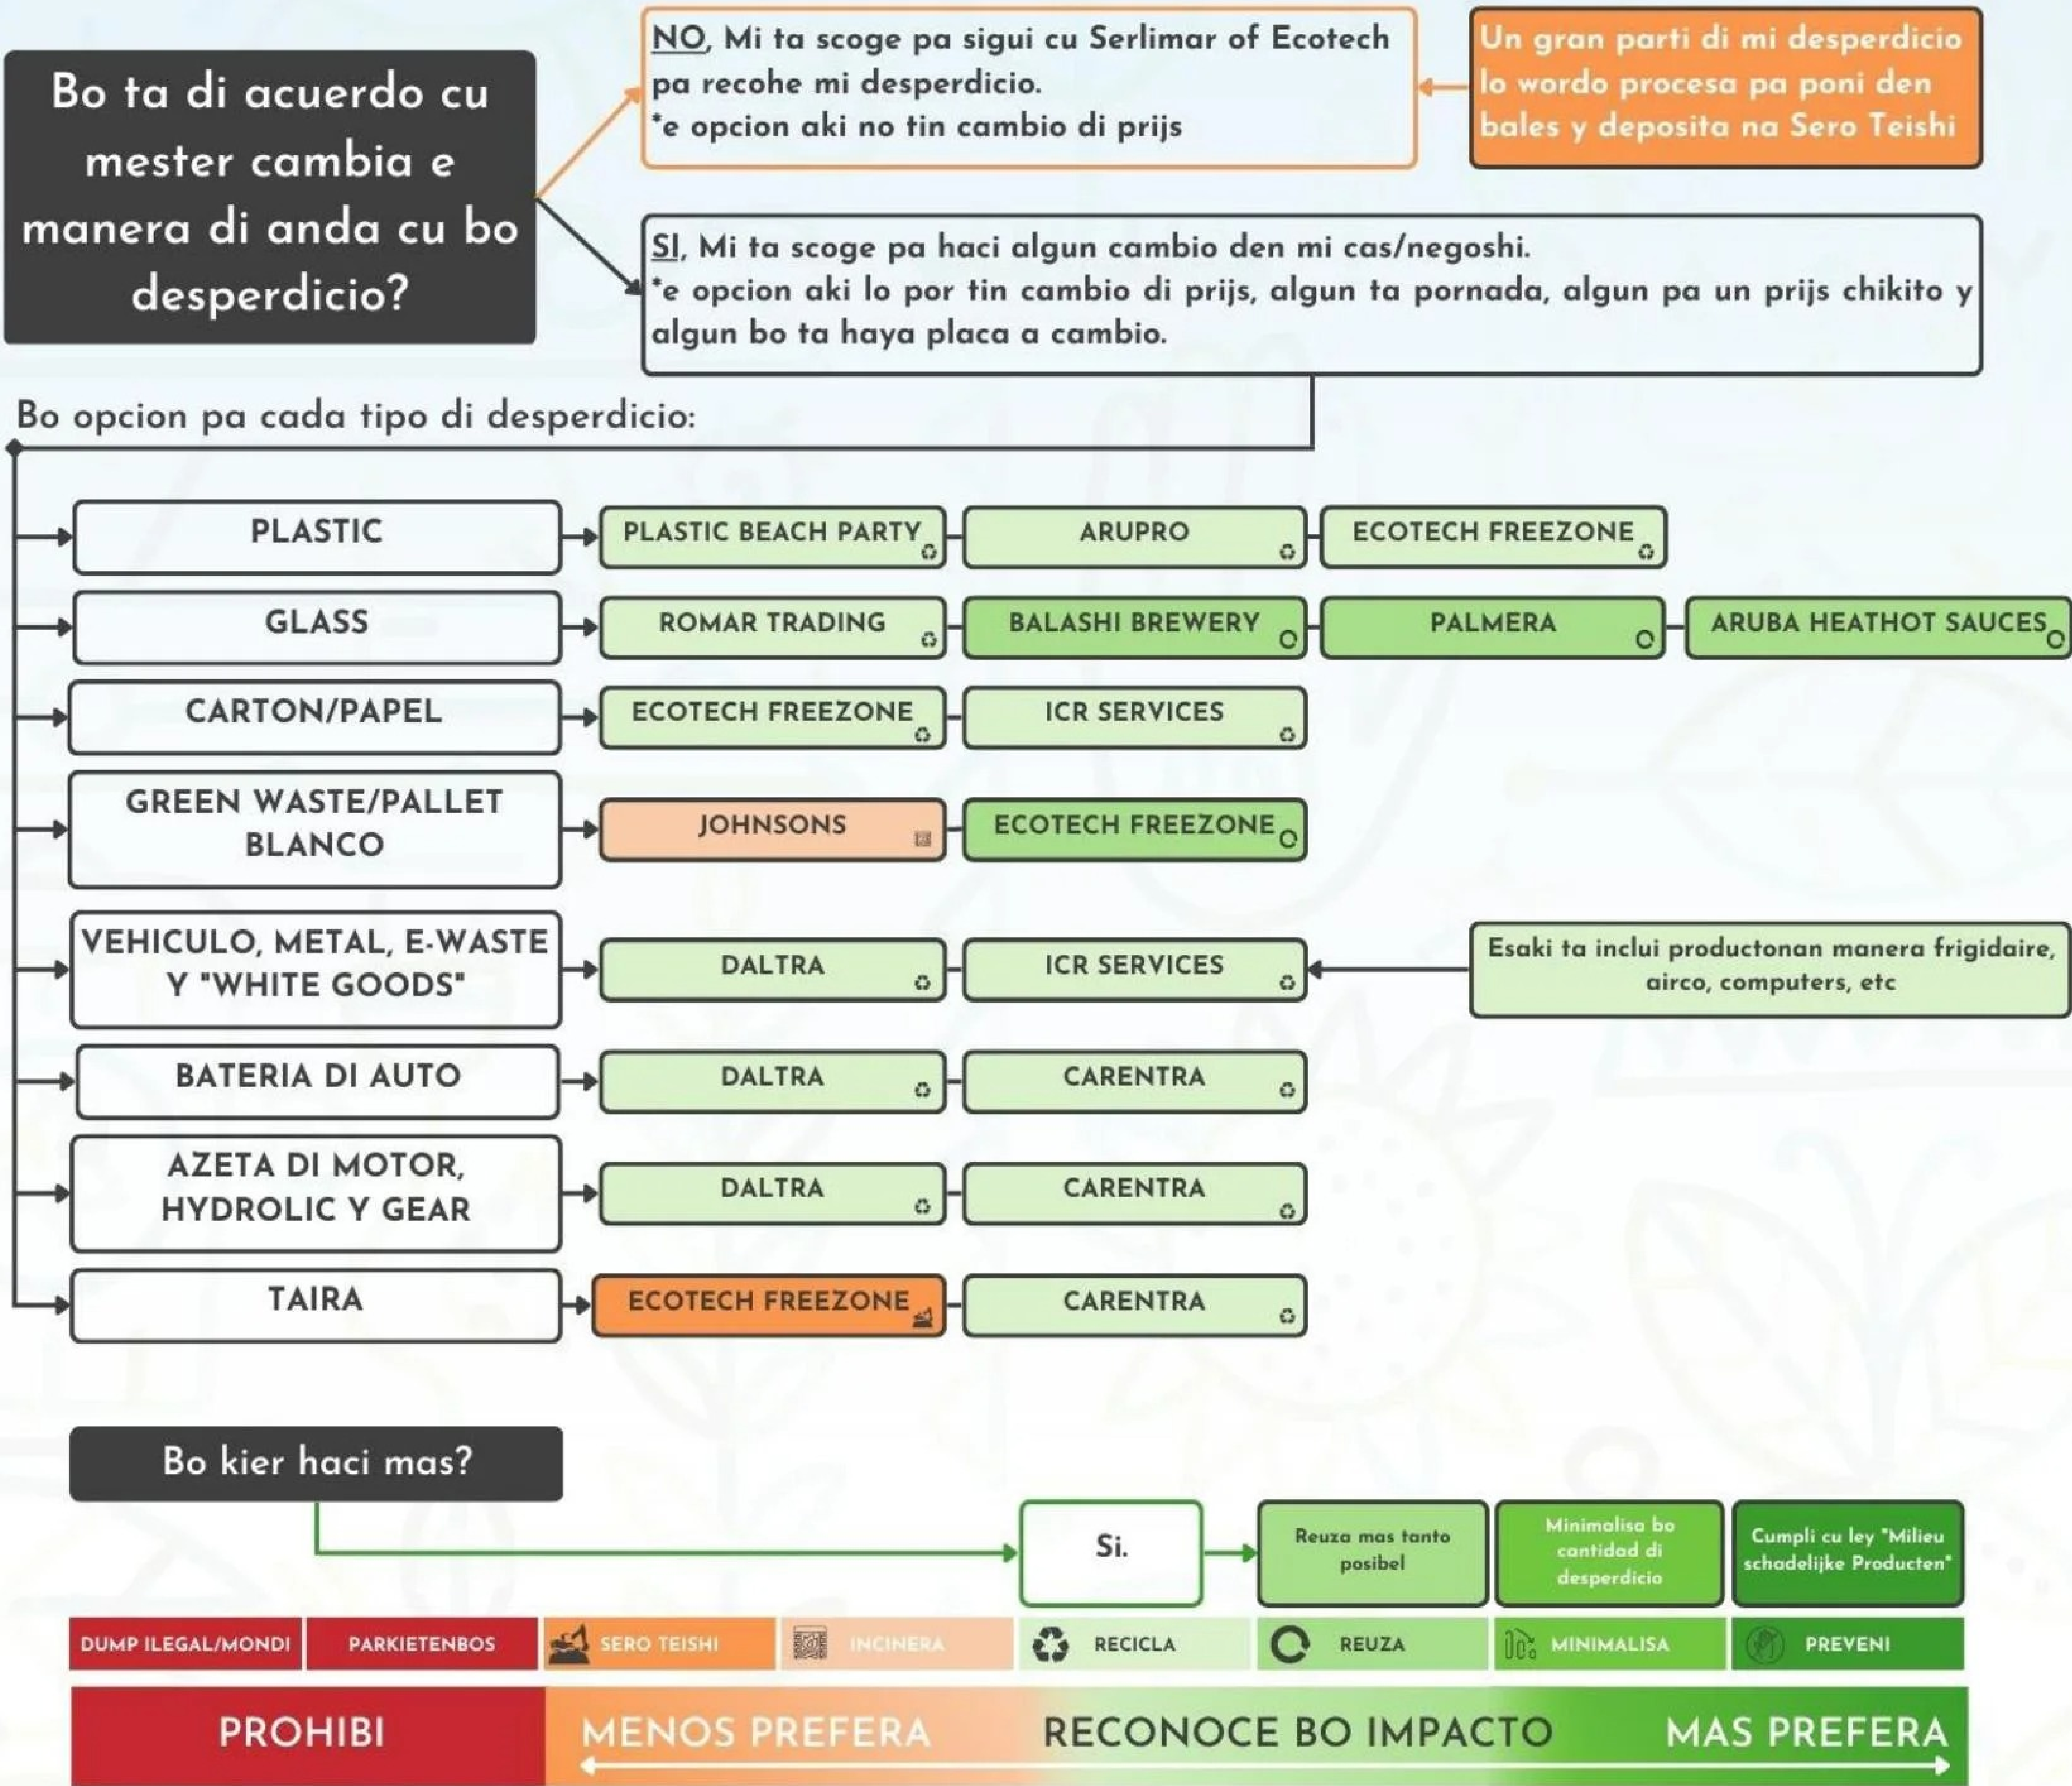 Bo ta di acuerdo cu
mester cambia e
manera di anda cu bo
desperdicio?
NO, Mi ta scoge pa sigui cu Serlimar of Ecotech
pa recohe mi desperdicio.
*e opcion aki no tin cambio di prijs
Un gran parti di mi desperdicio
lo wordo procesa pa poni den
bales y deposita na Sero Teishi
SI, Mi ta scoge pa haci algun cambio den mi cas/negoshi.
*e opcion aki lo por tin cambio di prijs, algun ta pornada, algun pa un prijs chikito y
algun bo ta haya placa a cambio.
Bo opcion pa cada tipo di desperdicio:
PLASTIC
PLASTIC BEACH PARTY
ARUPRO
ECOTECH FREEZONE
GLASS
ROMAR TRADING
BALASHI BREWERY
PALMERA
ARUBA HEATHOT SAUCES
CARTON/PAPEL
ECOTECH FREEZONE
ICR SERVICES
GREEN WASTE/PALLET
BLANCO
JOHNSONS
ECOTECH FREEZONE
VEHICULO, METAL, E-WASTE
Y "WHITE GOODS"
DALTRA
ICR SERVICES
Esaki ta inclui productonan manera frigidaire,
airco, computers, etc
BATERIA DI AUTO
DALTRA
CARENTRA
AZETA DI MOTOR,
HYDROLIC Y GEAR
DALTRA
CARENTRA
TAIRA
ECOTECH FREEZONE
CARENTRA
Bo kier haci mas?
Si.
Reuza mas tanto
posibel
Minimalisa bo
cantidad di
desperdicio
Cumpli cu ley "Milieu
schadelijke Producten"
DUMP ILEGAL/MONDI
PARKIETENBOS
SERO TEISHI
INCINERA
RECICLA
REUZA
MINIMALISA
PREVENI
PROHIBI
MENOS PREFERA
RECONOCE BO IMPACTO
MAS PREFERA